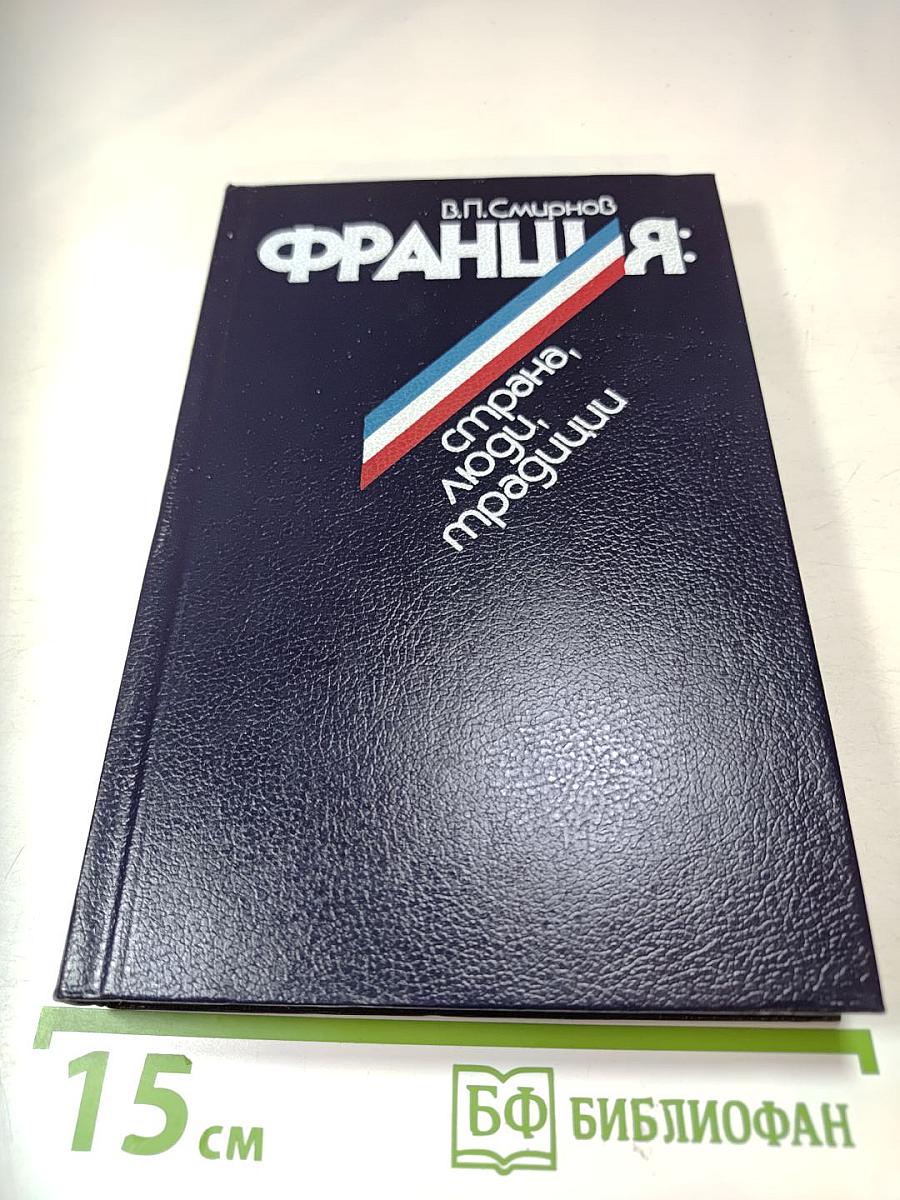 В.П.Смирнов
ФРАНЦИЯ:
страна,
люди,
традиции
15 см
БФ БИБЛИОФАН